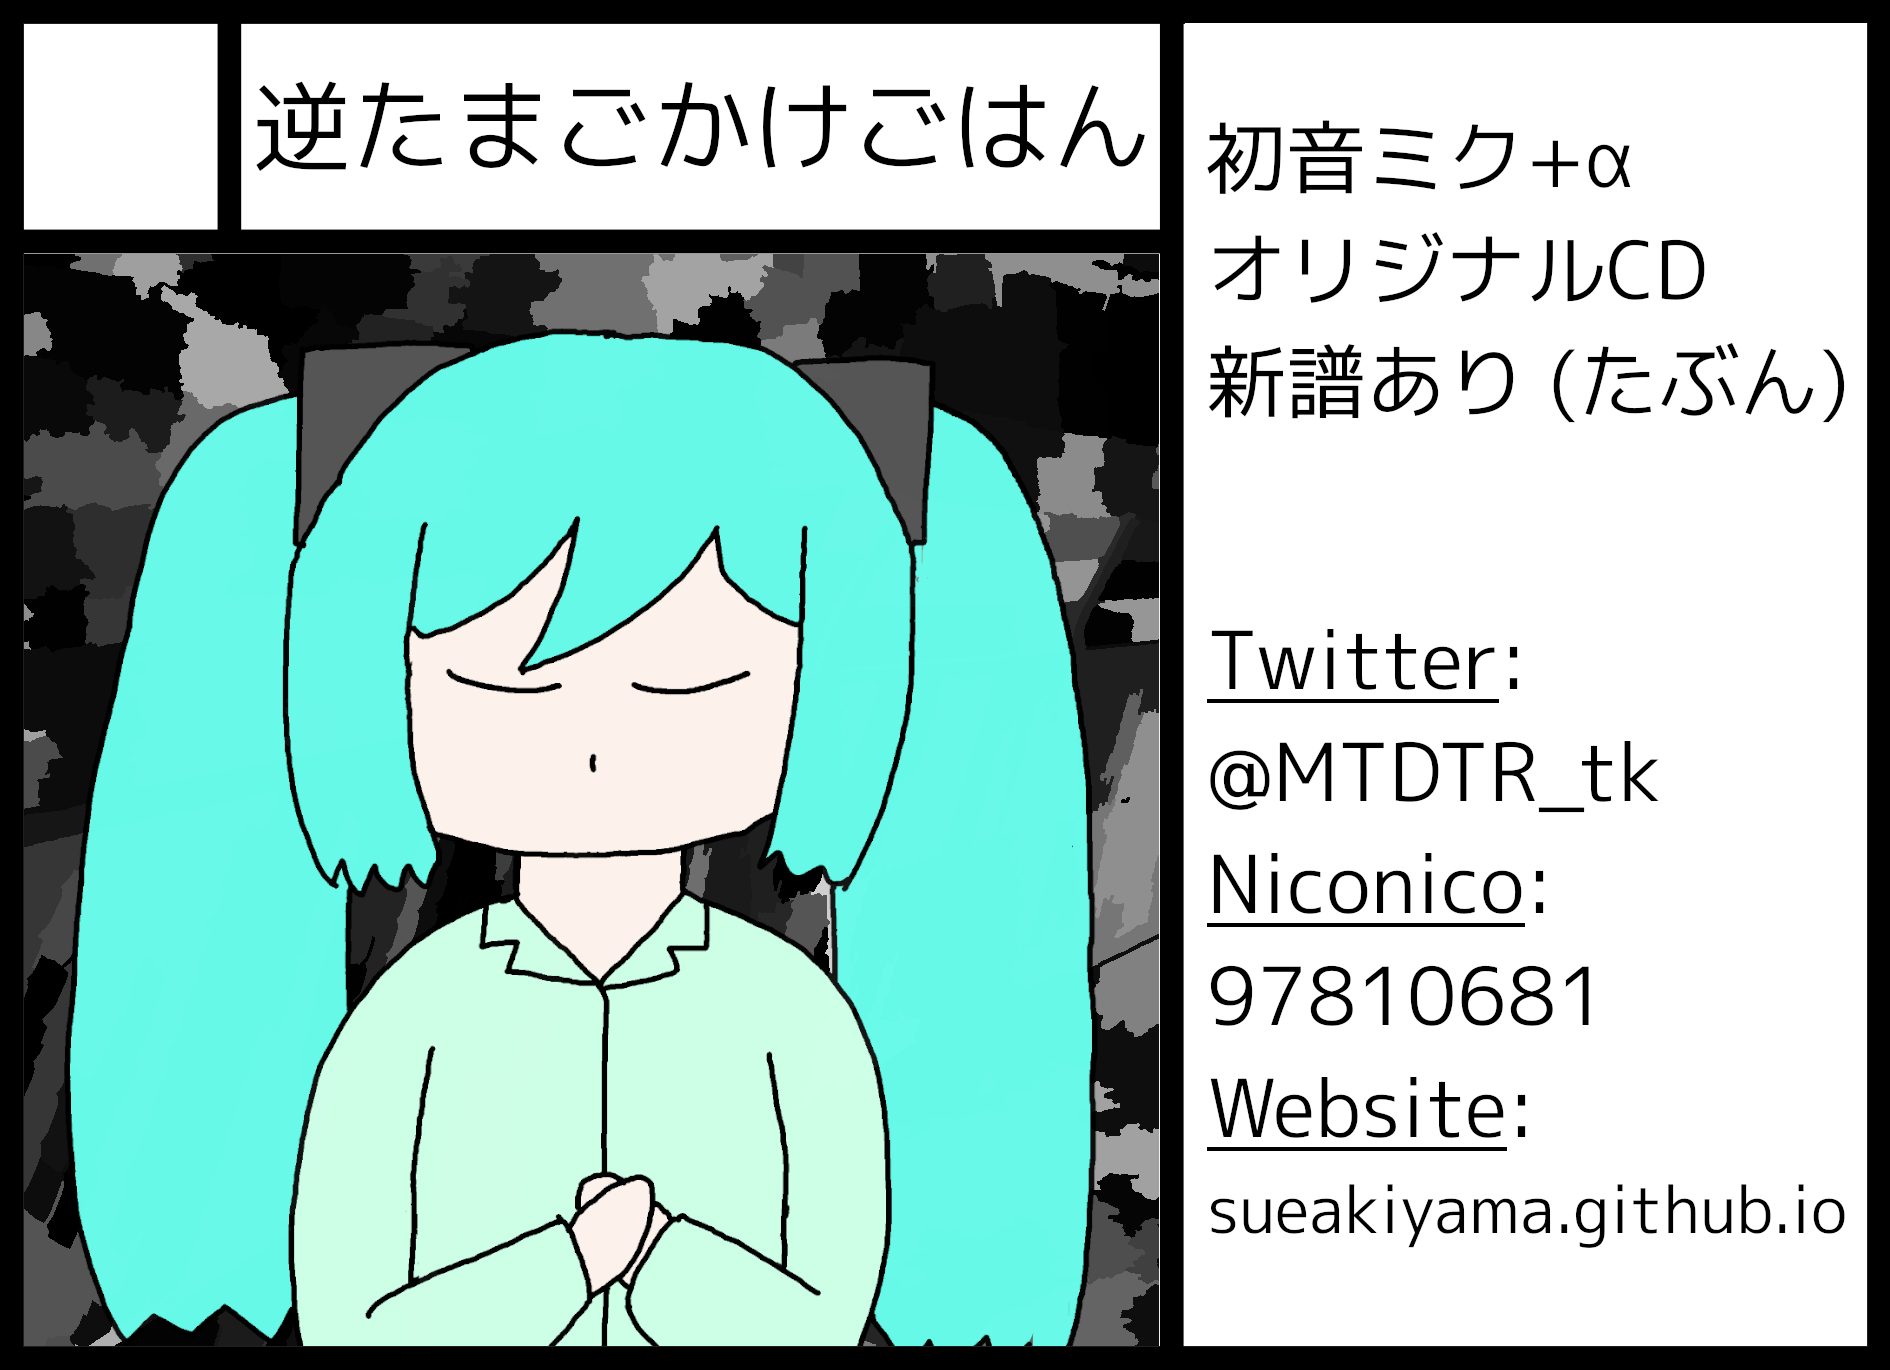 逆たまごかけごはん
初音ミク+α
オリジナルCD
新譜あり (たぶん)
Twitter:
@MTDTR_tk
Niconico:
97810681
Website:
sueakiyama.github.io